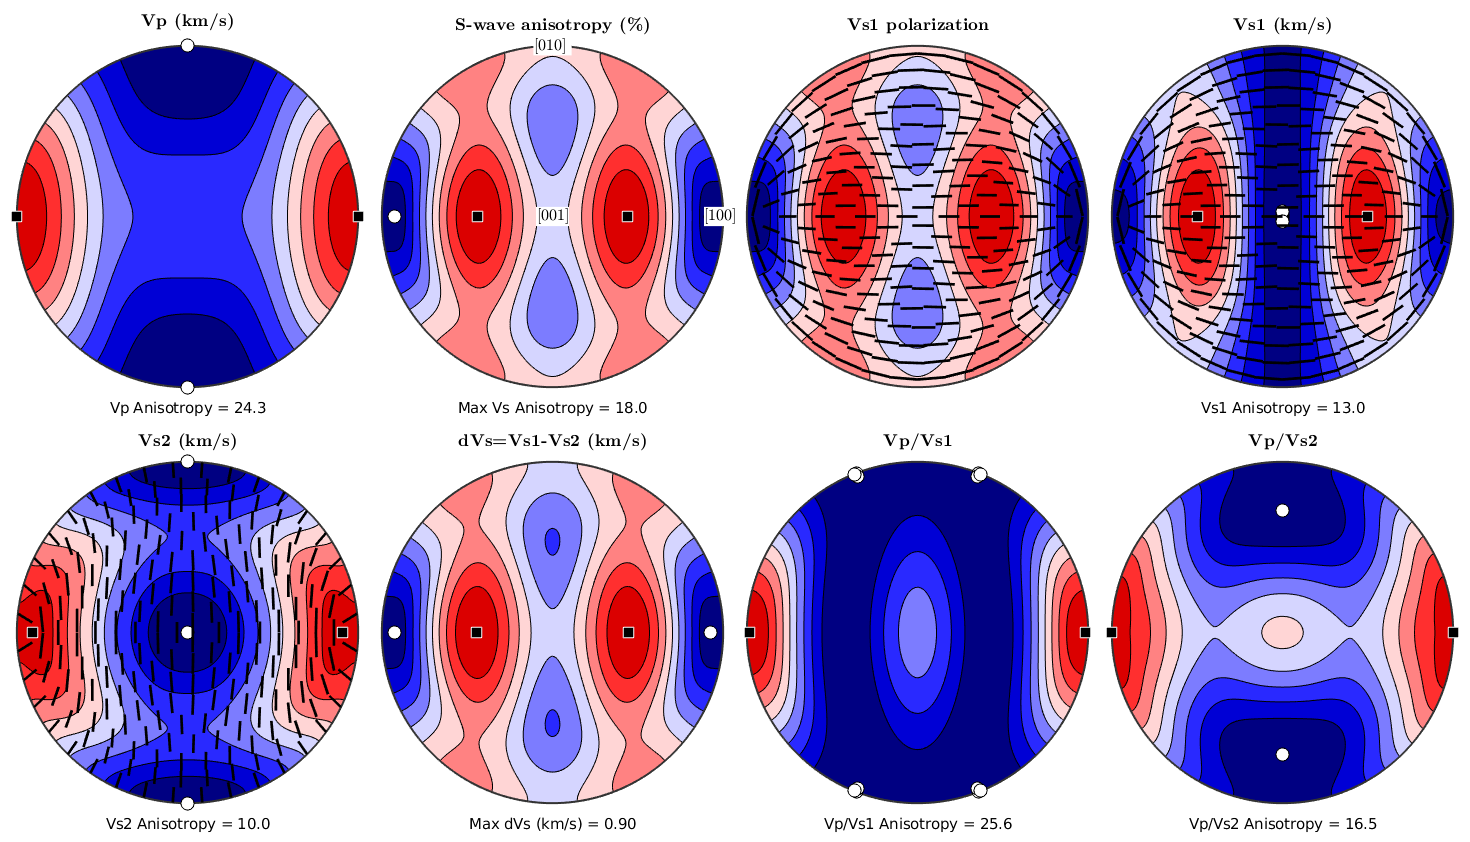 Vp (km/s)
S-wave anisotropy (%)
Vs1 polarization
Vs1 (km/s)
[010]
[001]
[100]
Vp Anisotropy = 24.3
Max Vs Anisotropy = 18.0
Vs1 Anisotropy = 13.0
Vs2 (km/s)
dVs=Vs1-Vs2 (km/s)
Vp/Vs1
Vp/Vs2
Vs2 Anisotropy = 10.0
Max dVs (km/s) = 0.90
Vp/Vs1 Anisotropy = 25.6
Vp/Vs2 Anisotropy = 16.5